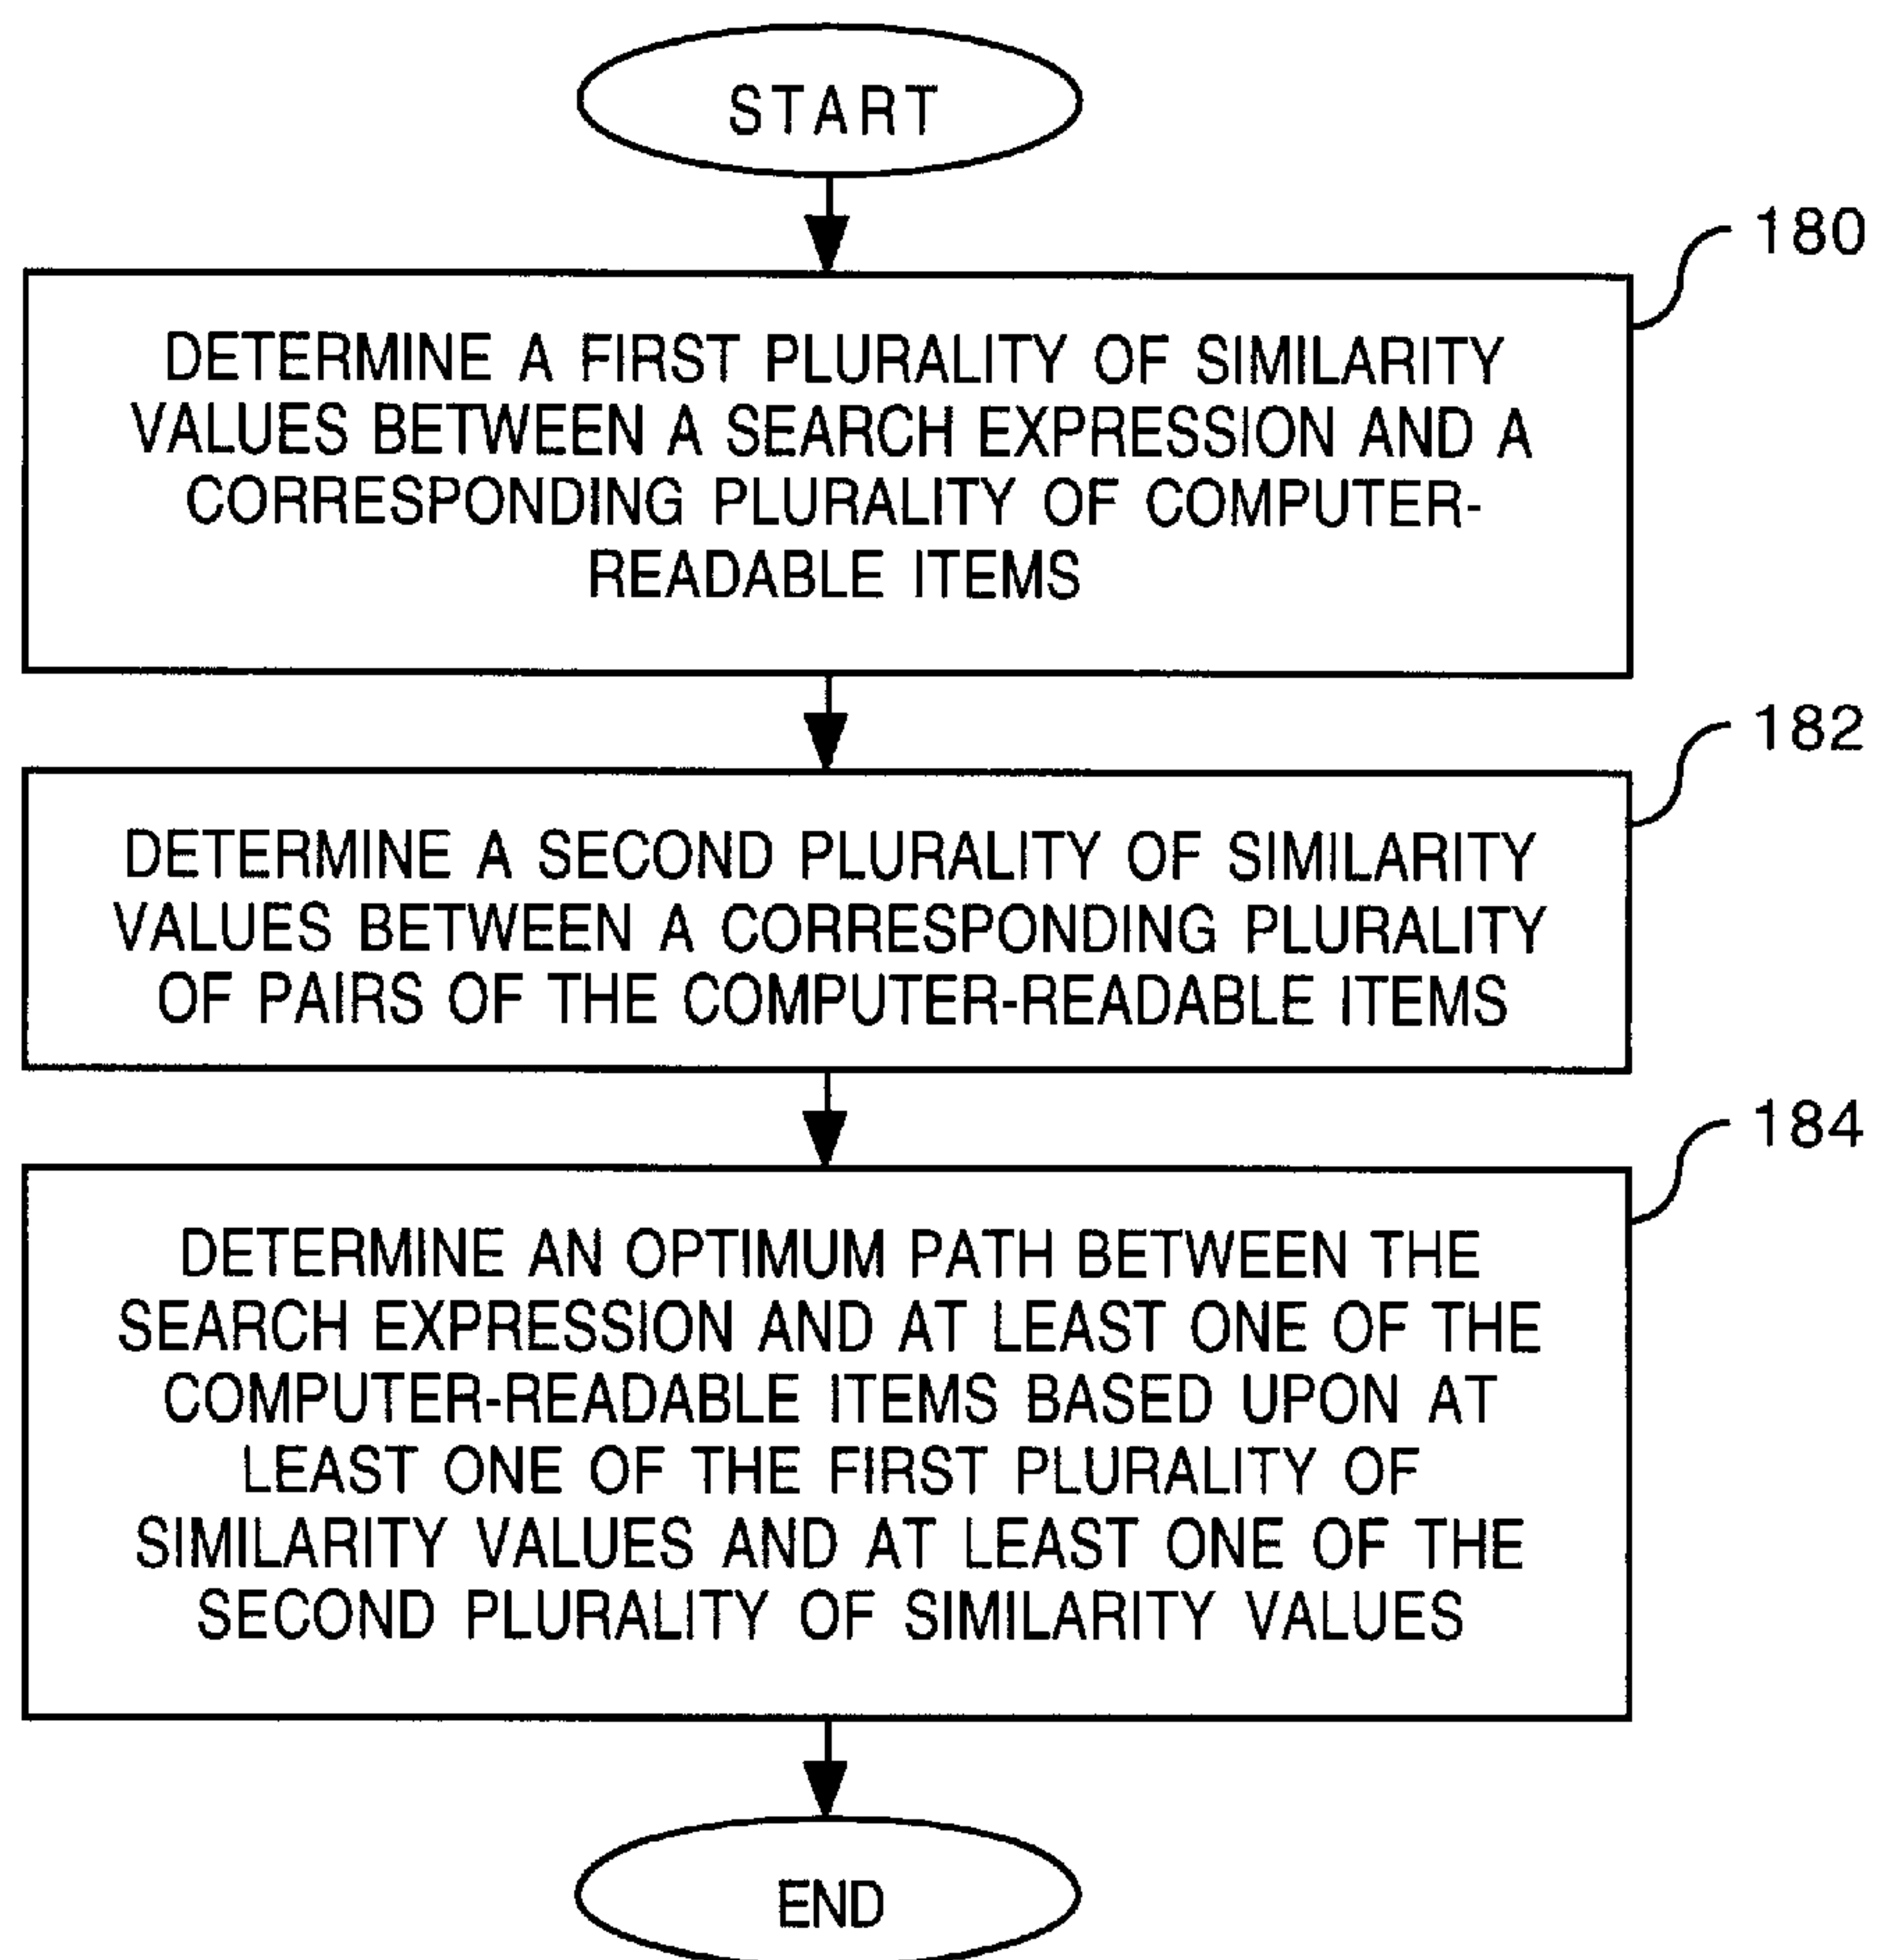 START
180
DETERMINE A FIRST PLURALITY OF SIMILARITY
VALUES BETWEEN A SEARCH EXPRESSION AND A
CORRESPONDING PLURALITY OF COMPUTER-
READABLE ITEMS
182
DETERMINE A SECOND PLURALITY OF SIMILARITY
VALUES BETWEEN A CORRESPONDING PLURALITY
OF PAIRS OF THE COMPUTER-READABLE ITEMS
184
DETERMINE AN OPTIMUM PATH BETWEEN THE
SEARCH EXPRESSION AND AT LEAST ONE OF THE
COMPUTER-READABLE ITEMS BASED UPON AT
LEAST ONE OF THE FIRST PLURALITY OF
SIMILARITY VALUES AND AT LEAST ONE OF THE
SECOND PLURALITY OF SIMILARITY VALUES
END